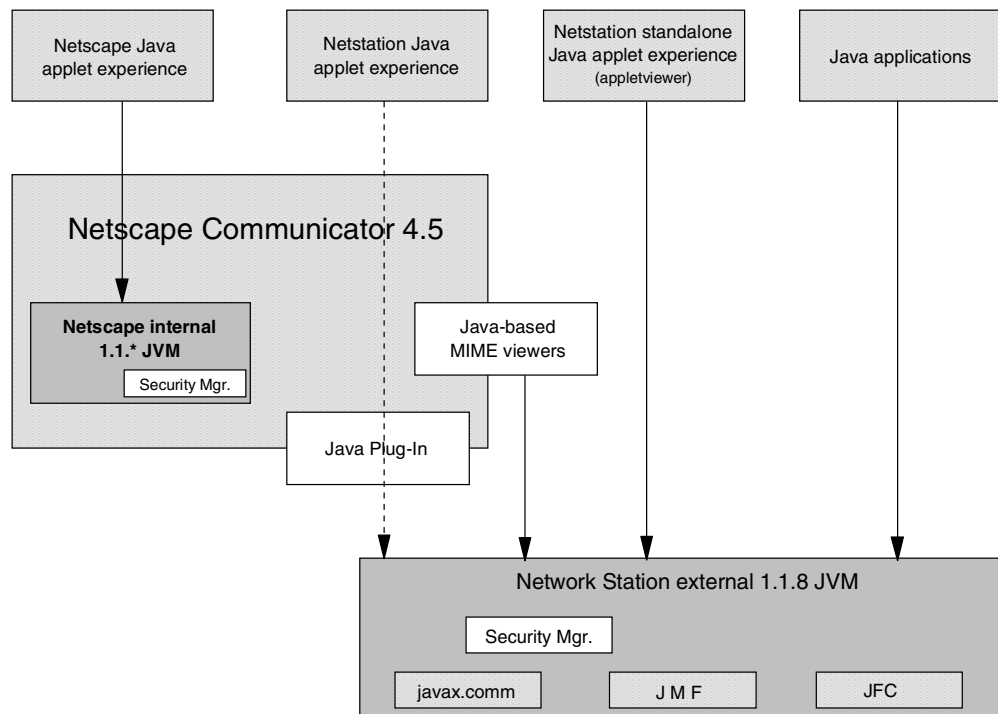 Netscape Java
applet experience
Netstation Java
applet experience
Netstation standalone
Java applet experience
(appletviewer)
Java applications
Netscape Communicator 4.5
Netscape internal
1.1.* JVM
Security Mgr.
Java-based
MIME viewers
Java Plug-In
Network Station external 1.1.8 JVM
Security Mgr.
javax.comm
J M F
JFC